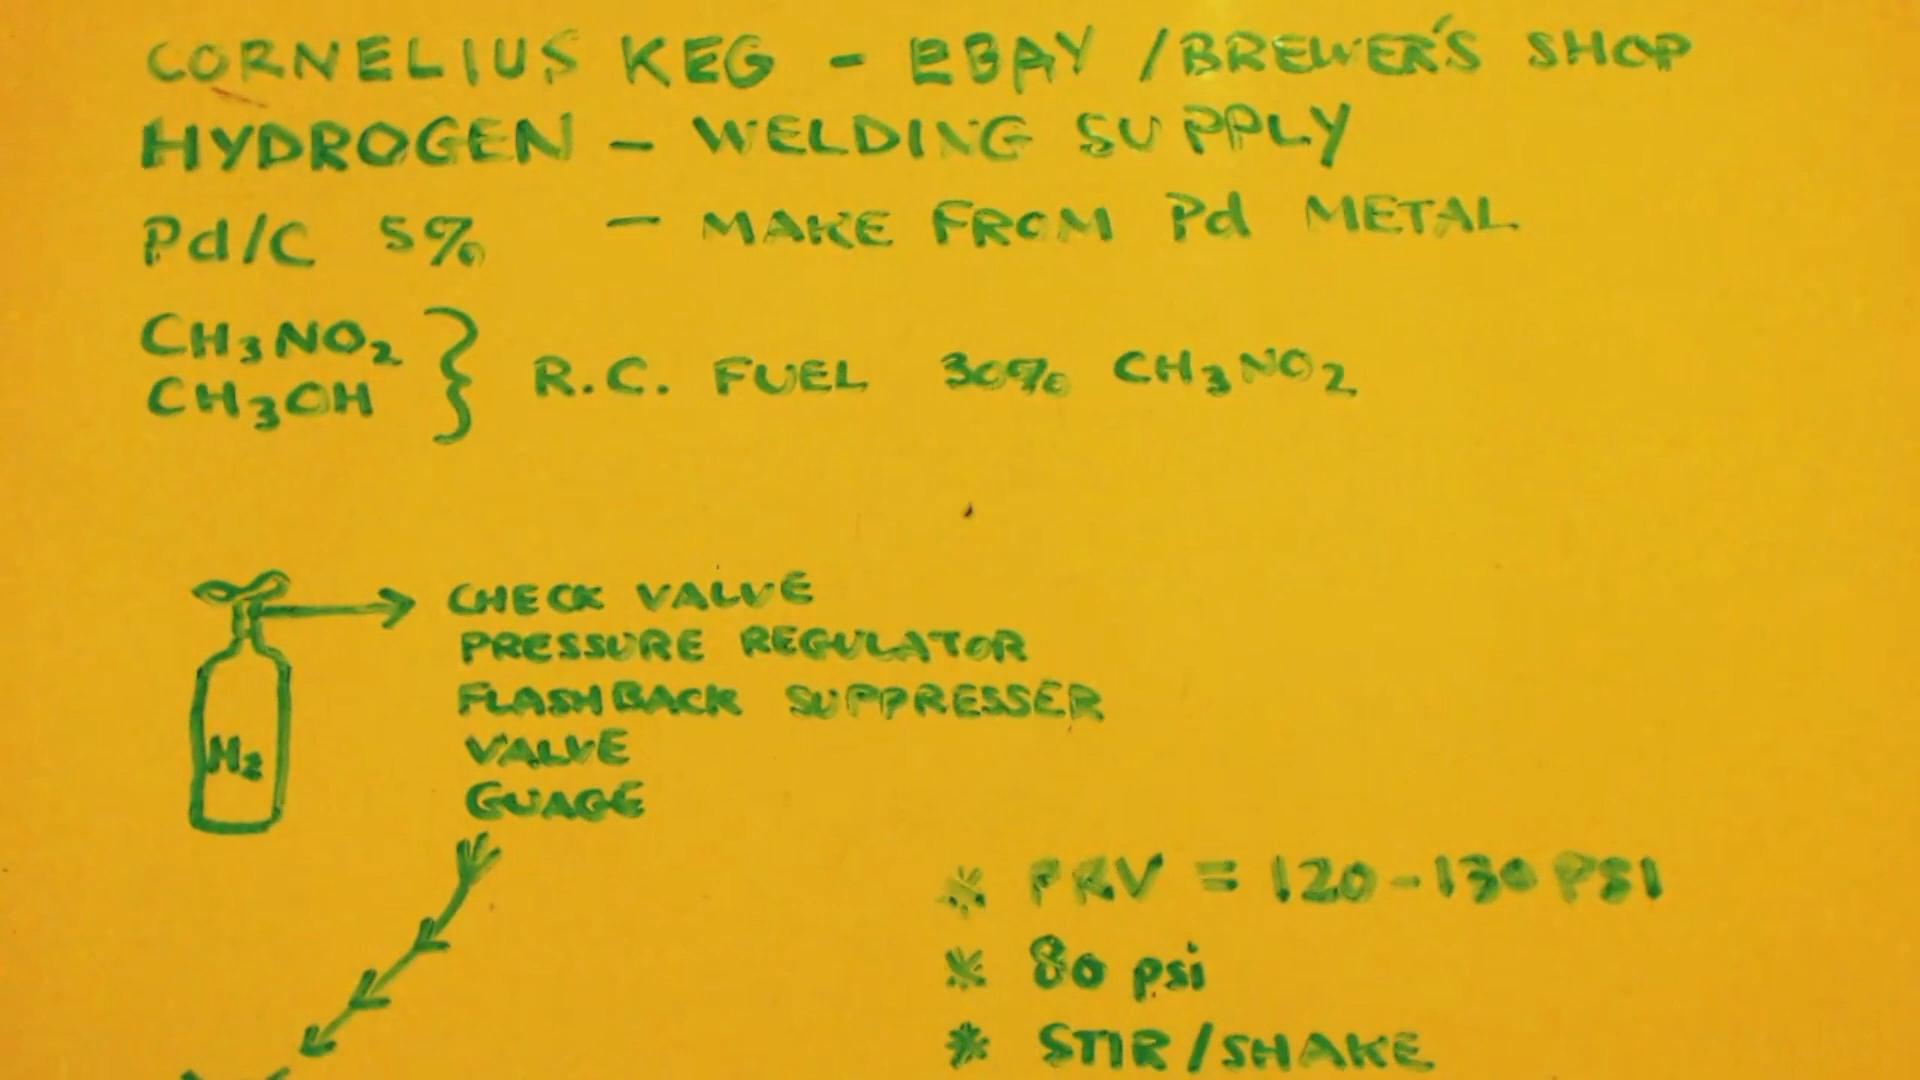 CORNELIUS KEG - EBAY / BREWER'S SHOP
HYDROGEN - WELDING SUPPLY
Pd/C 5% - MAKE FROM Pd METAL
CH3NO2
CH3OH } R.C. FUEL 30% CH3NO2
CHECK VALVE
PRESSURE REGULATOR
FLASHBACK SUPPRESSER
VALVE
GUAGE
H2
* PRV = 120-130 PSI
* 80 psi
* STIR/SHAKE